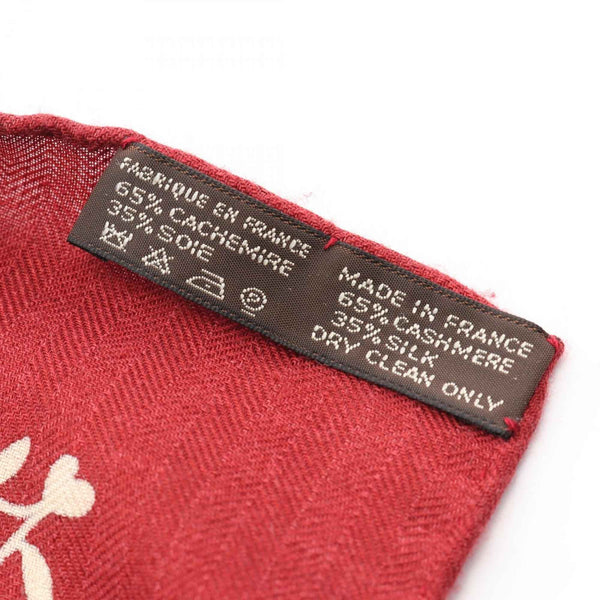 FABRIQUE EN FRANCE
65% CACHEMIRE
35% SOIE
MADE IN FRANCE
65% CASHMERE
35% SILK
DRY CLEAN ONLY